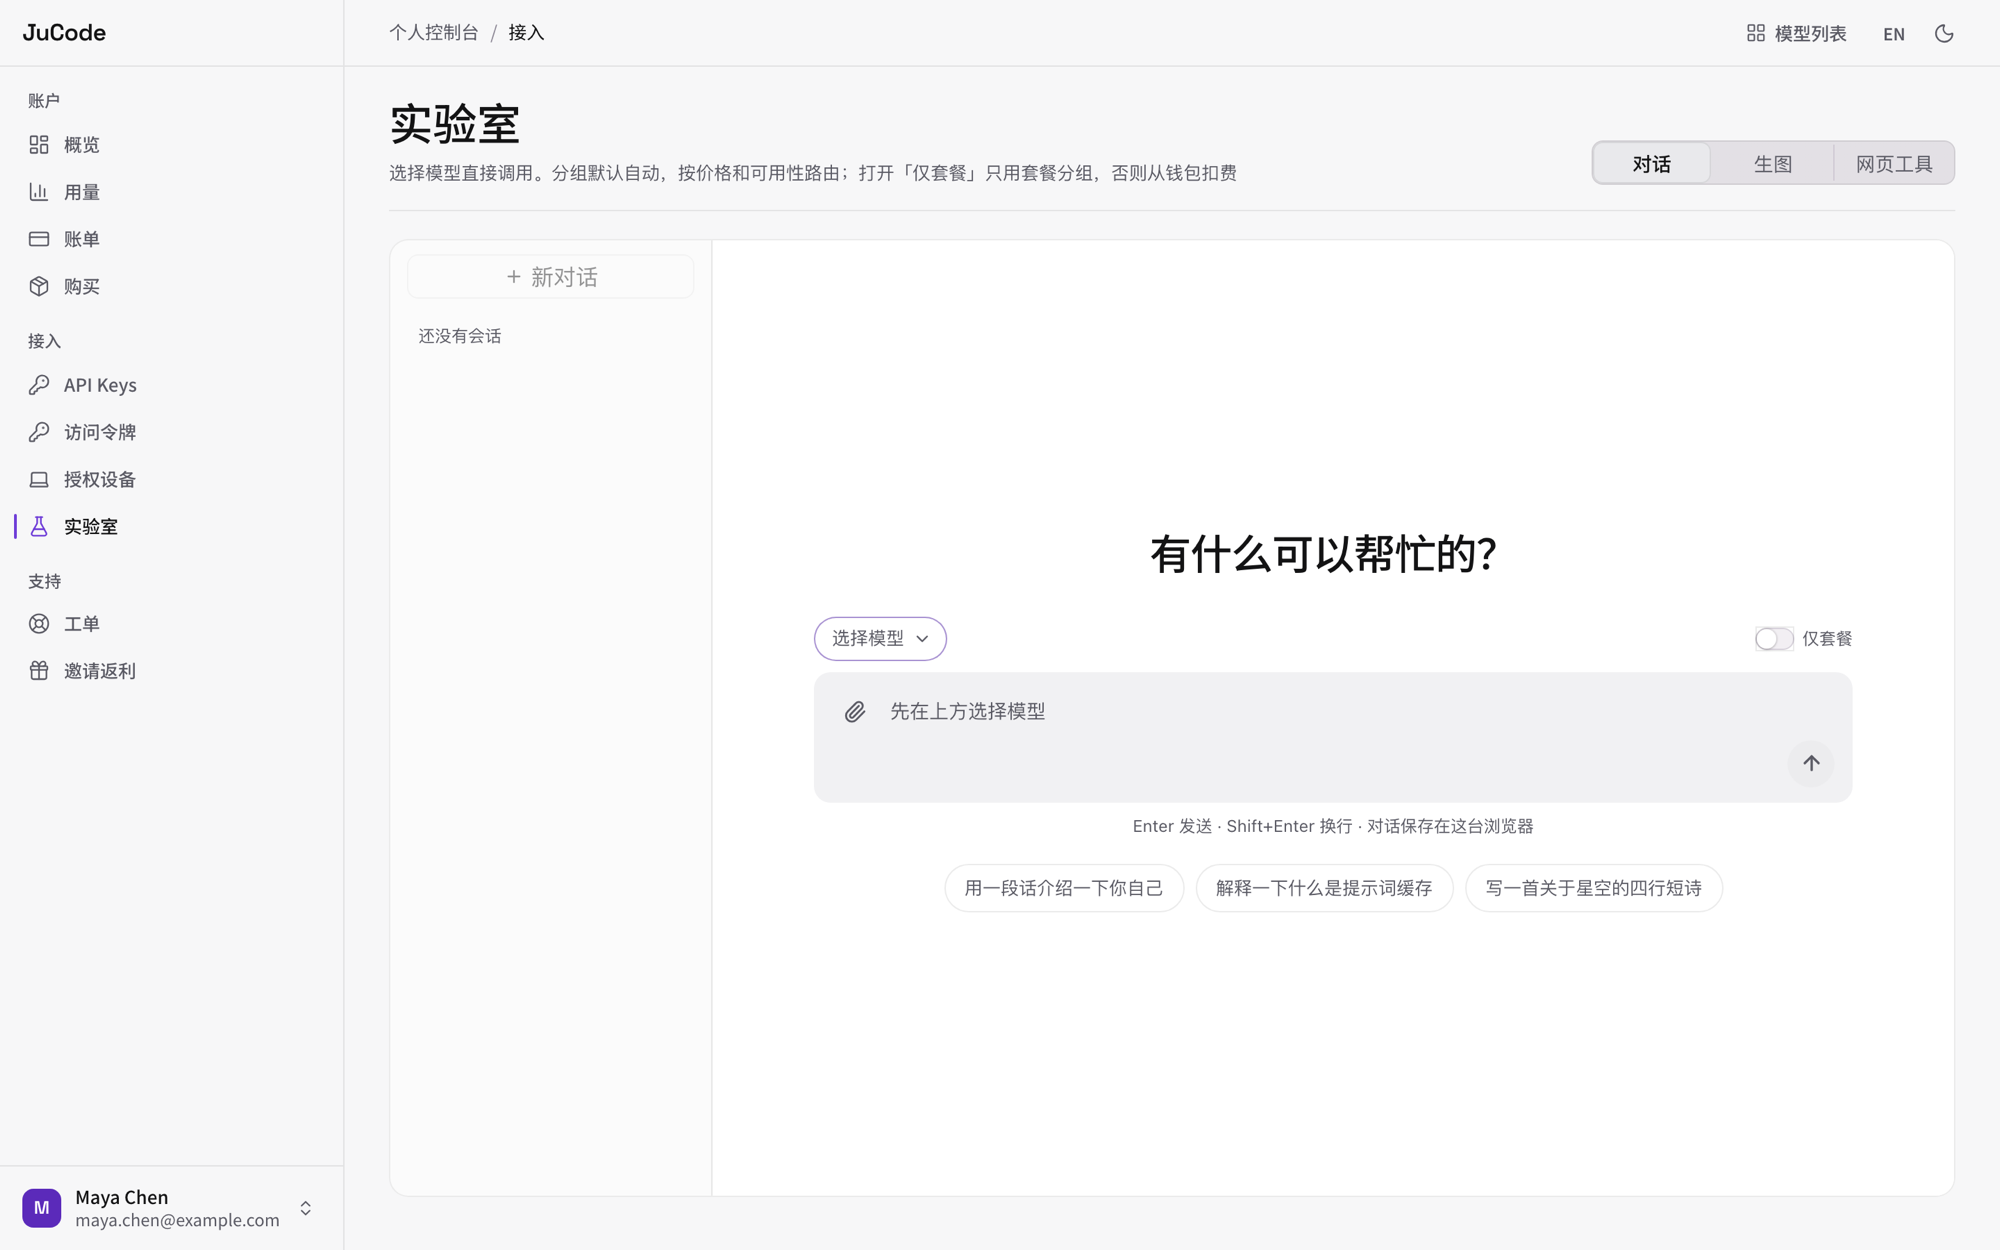 JuCode
个人控制台 / 接入
模型列表
EN
账户
概览
用量
账单
购买
接入
API Keys
访问令牌
授权设备
实验室
支持
工单
邀请返利
Maya Chen
maya.chen@example.com
M
实验室
选择模型直接调用。分组默认自动，按价格和可用性路由；打开「仅套餐」只用套餐分组，否则从钱包扣费
对话
生图
网页工具
+ 新对话
还没有会话
有什么可以帮忙的？
选择模型
仅套餐
先在上方选择模型
Enter 发送 · Shift+Enter 换行 · 对话保存在这台浏览器
用一段话介绍一下你自己
解释一下什么是提示词缓存
写一首关于星空的四行短诗